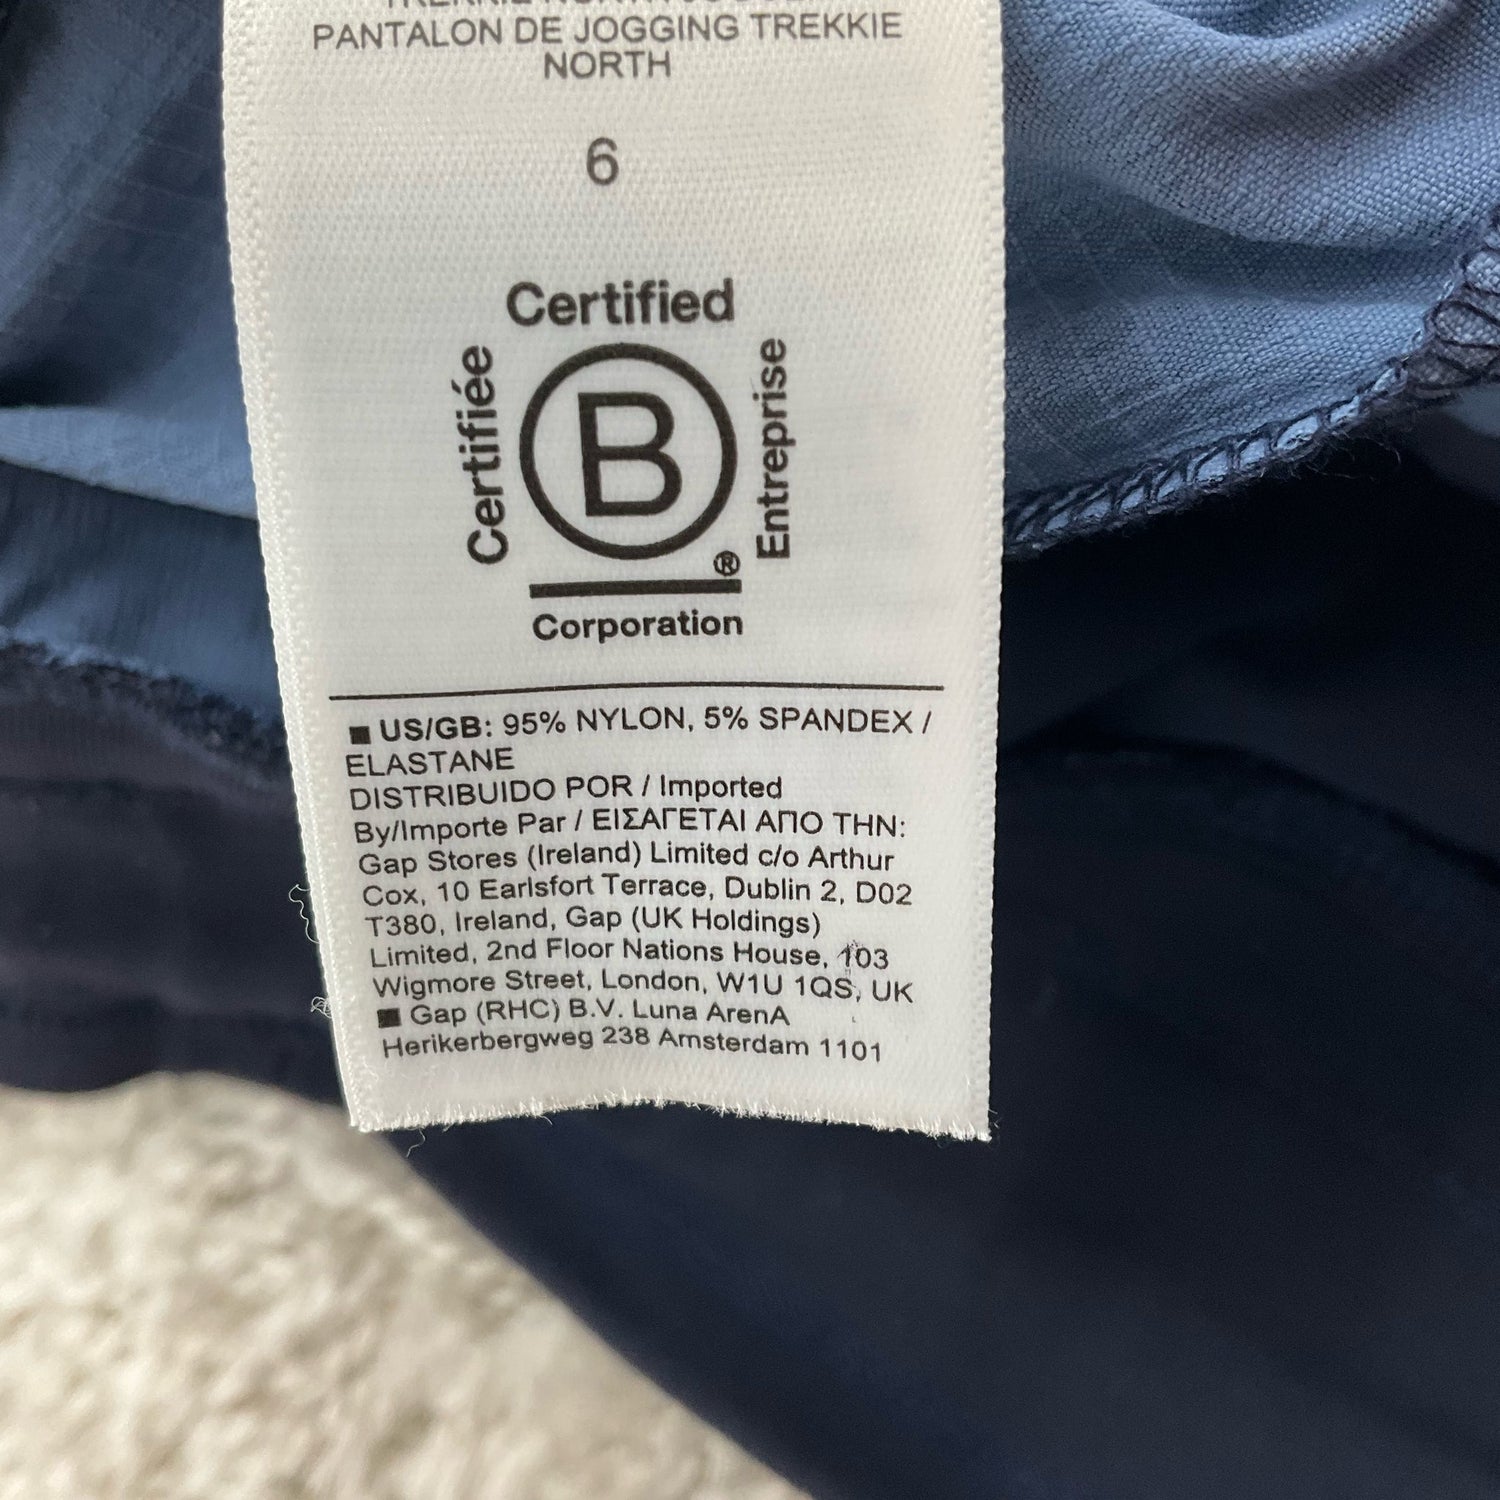 TREKKIE NORTH JOGGER
PANTALON DE JOGGING TREKKIE
NORTH
6
Certified
Certifiée
B
®
Entreprise
Corporation
■ US/GB: 95% NYLON, 5% SPANDEX /
ELASTANE
DISTRIBUIDO POR / Imported
By/Importe Par / ΕΙΣΑΓΕΤΑΙ ΑΠΟ ΤΗΝ:
Gap Stores (Ireland) Limited c/o Arthur
Cox, 10 Earlsfort Terrace, Dublin 2, D02
T380, Ireland, Gap (UK Holdings)
Limited, 2nd Floor Nations House, 103
Wigmore Street, London, W1U 1QS, UK
■ Gap (RHC) B.V. Luna ArenA
Herikerbergweg 238 Amsterdam 1101